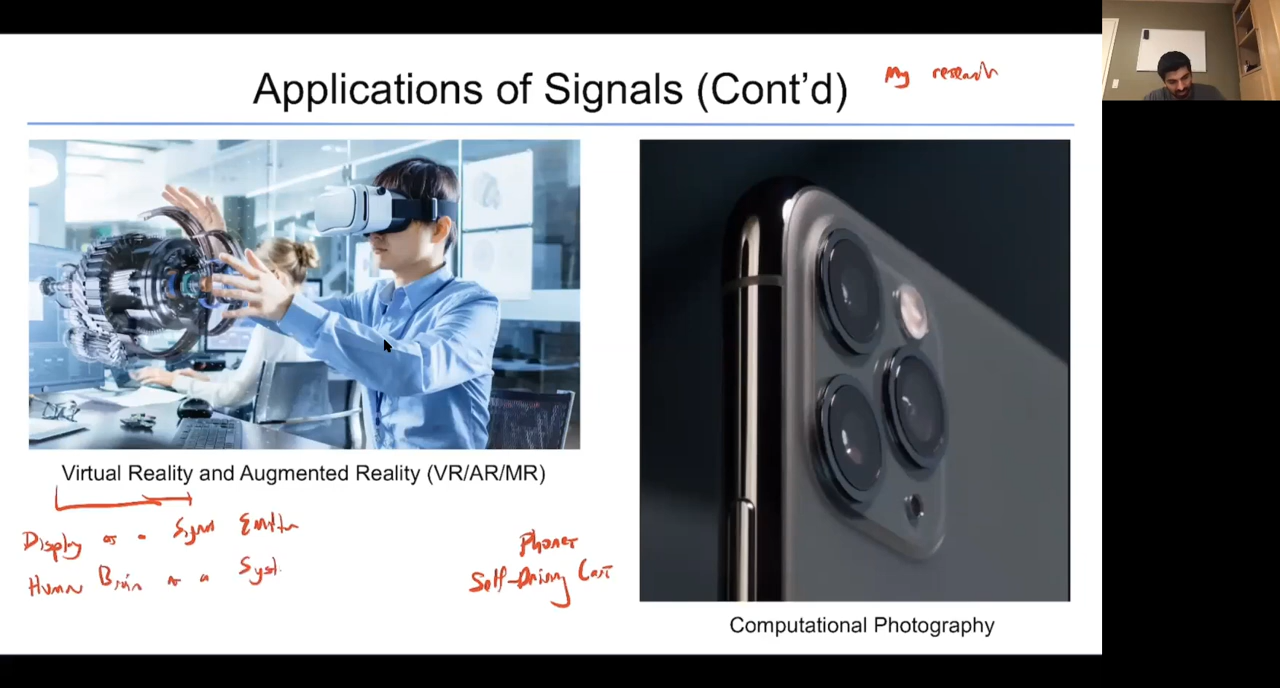 Applications of Signals (Cont'd)
My research
Virtual Reality and Augmented Reality (VR/AR/MR)
Display as a Signal Emitter
Human Brain as a Syst.
Phones
Self-Driving Cars
Computational Photography